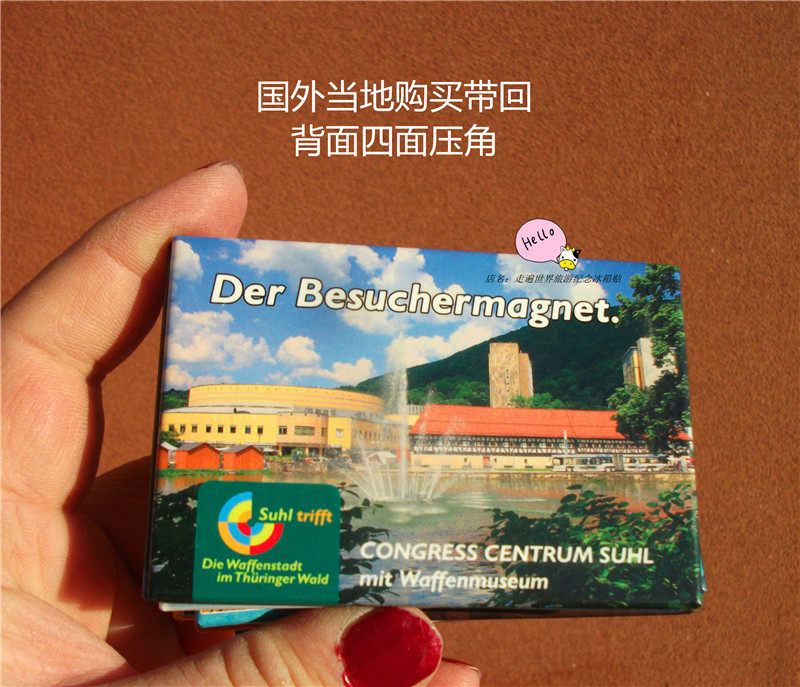 国外当地购买带回
背面四面压角
Hello
店名：走遍世界旅游纪念冰箱贴
Der Besuchermagnet.
Suhl trifft
Die Waffenstadt
im Thüringer Wald
CONGRESS CENTRUM SUHL
mit Waffenmuseum